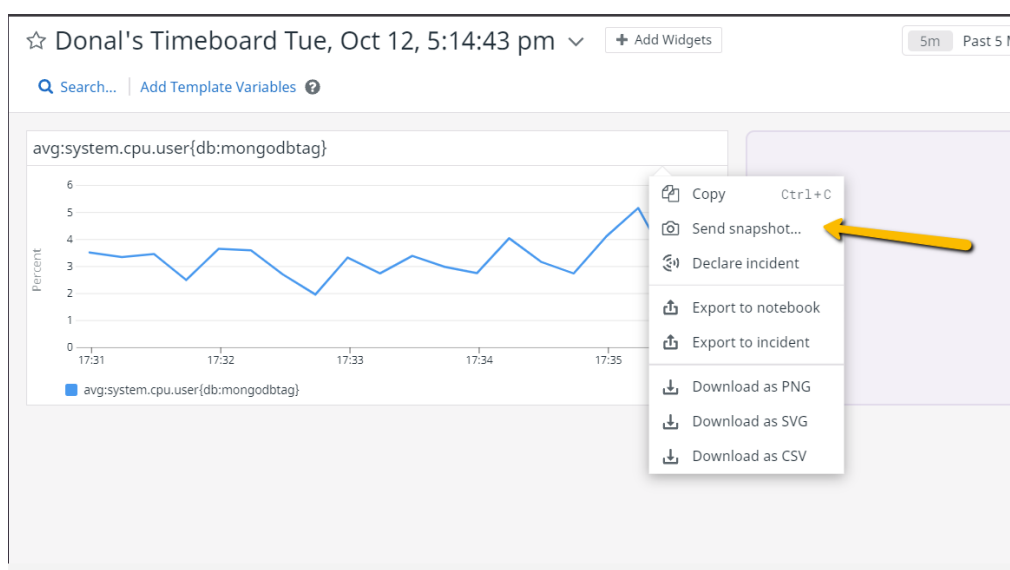 Donal's Timeboard Tue, Oct 12, 5:14:43 pm
+ Add Widgets
5m Past 5
Search... Add Template Variables ?
avg:system.cpu.user{db:mongodbtag}
6
5
4
3
2
1
0
Percent
17:31 17:32 17:33 17:34 17:35
avg:system.cpu.user{db:mongodbtag}
Copy Ctrl+C
Send snapshot...
Declare incident
Export to notebook
Export to incident
Download as PNG
Download as SVG
Download as CSV